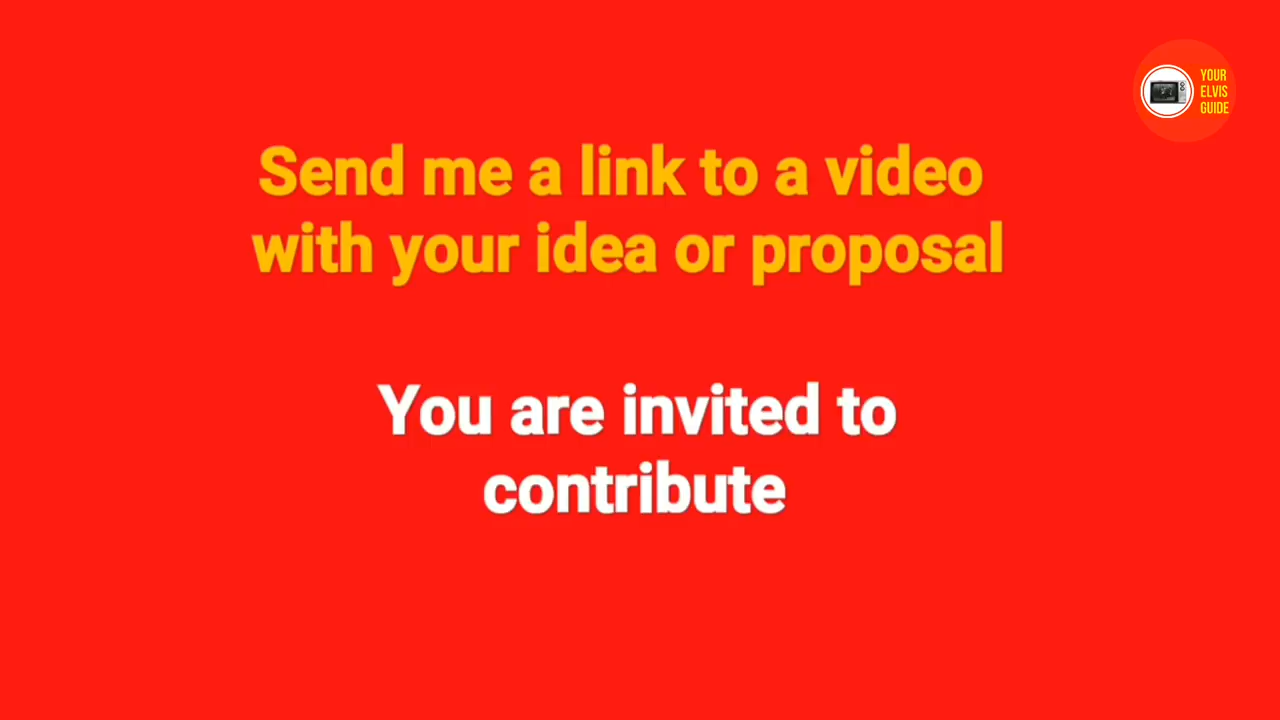 YOUR
ELVIS
GUIDE
Send me a link to a video
with your idea or proposal
You are invited to
contribute